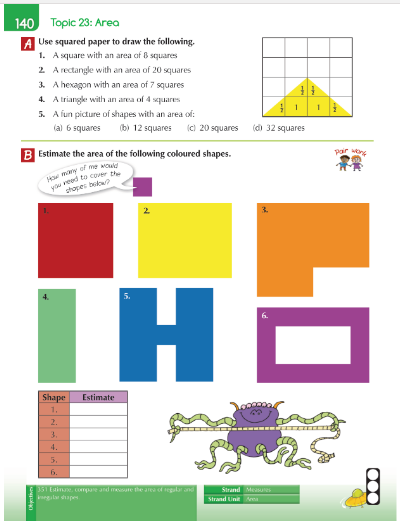 140 Topic 23: Area
A Use squared paper to draw the following.
1. A square with an area of 8 squares
2. A rectangle with an area of 20 squares
3. A hexagon with an area of 7 squares
4. A triangle with an area of 4 squares
5. A fun picture of shapes with an area of:
(a) 6 squares (b) 12 squares (c) 20 squares (d) 32 squares
½ ½
½ 1 1 ½
B Estimate the area of the following coloured shapes.
Pair work
How many of me would
you need to cover the
shapes below?
1. 2. 3.
4. 5. 6.
Shape Estimate
1.
2.
3.
4.
5.
6.
Objectives
351 Estimate, compare and measure the area of regular and
irregular shapes.
Strand Measures
Strand Unit Area